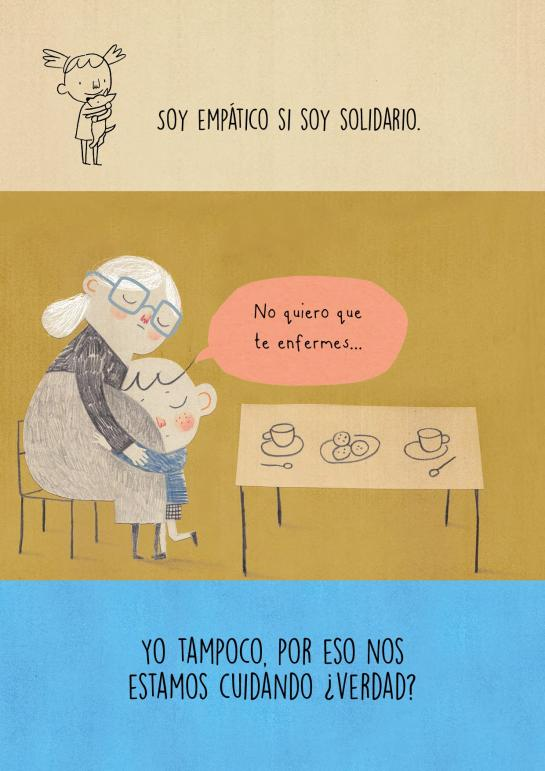 SOY EMPÁTICO SI SOY SOLIDARIO.
No quiero que
te enfermes...
YO TAMPOCO, POR ESO NOS
ESTAMOS CUIDANDO ¿VERDAD?